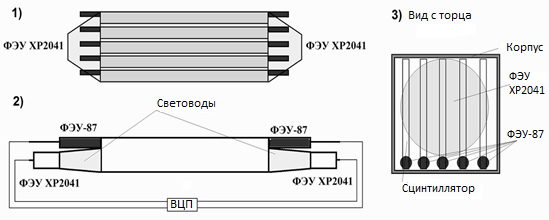 1)
ФЭУ XP2041
ФЭУ XP2041
2)
Световоды
ФЭУ-87
ФЭУ-87
ФЭУ XP2041
ФЭУ XP2041
ВЦП
3)
Вид с торца
Корпус
ФЭУ
XP2041
ФЭУ-87
Сцинтиллятор